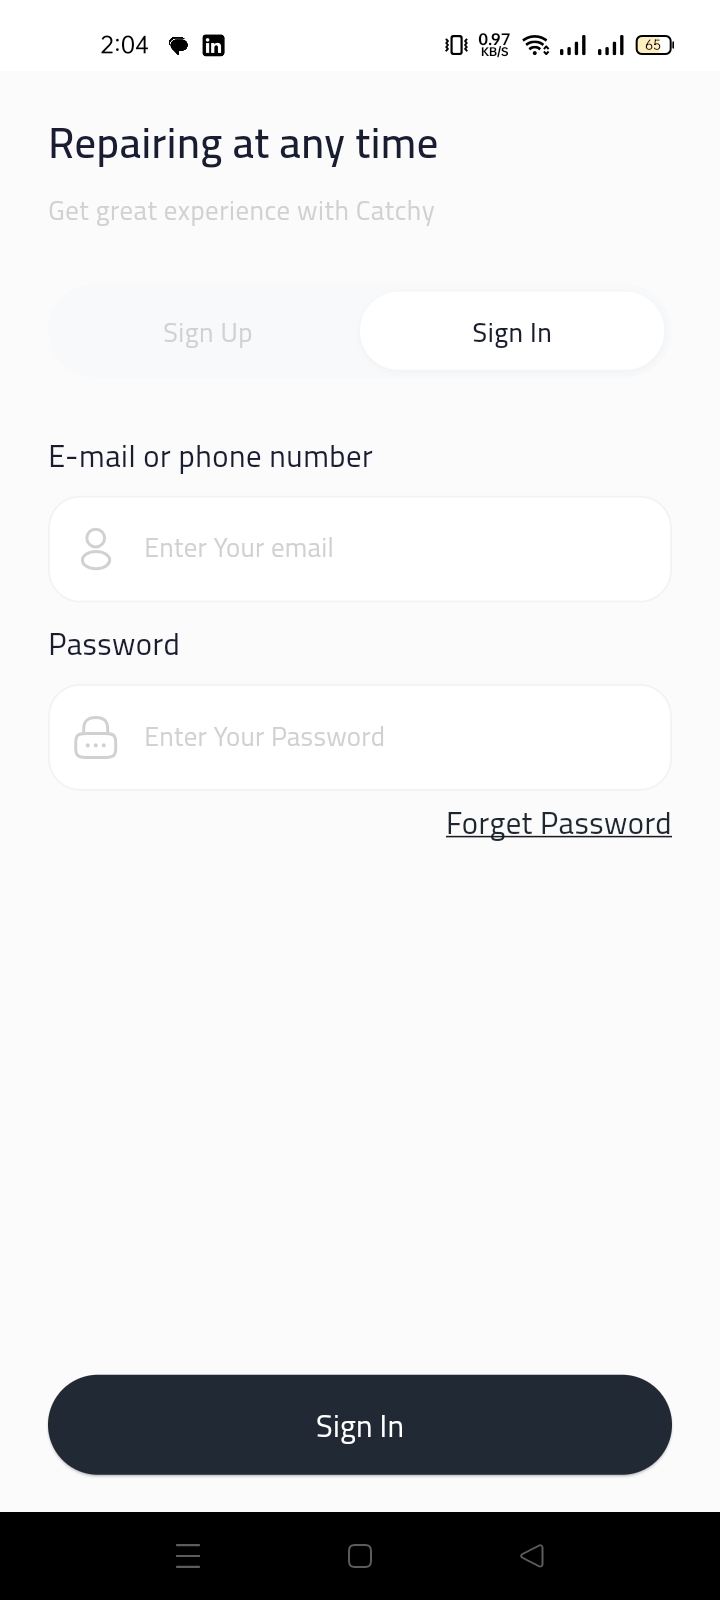 2:04 in 0.97 KB/S 65
Repairing at any time
Get great experience with Catchy
Sign Up Sign In
E-mail or phone number
Enter Your email
Password
Enter Your Password
Forget Password
Sign In